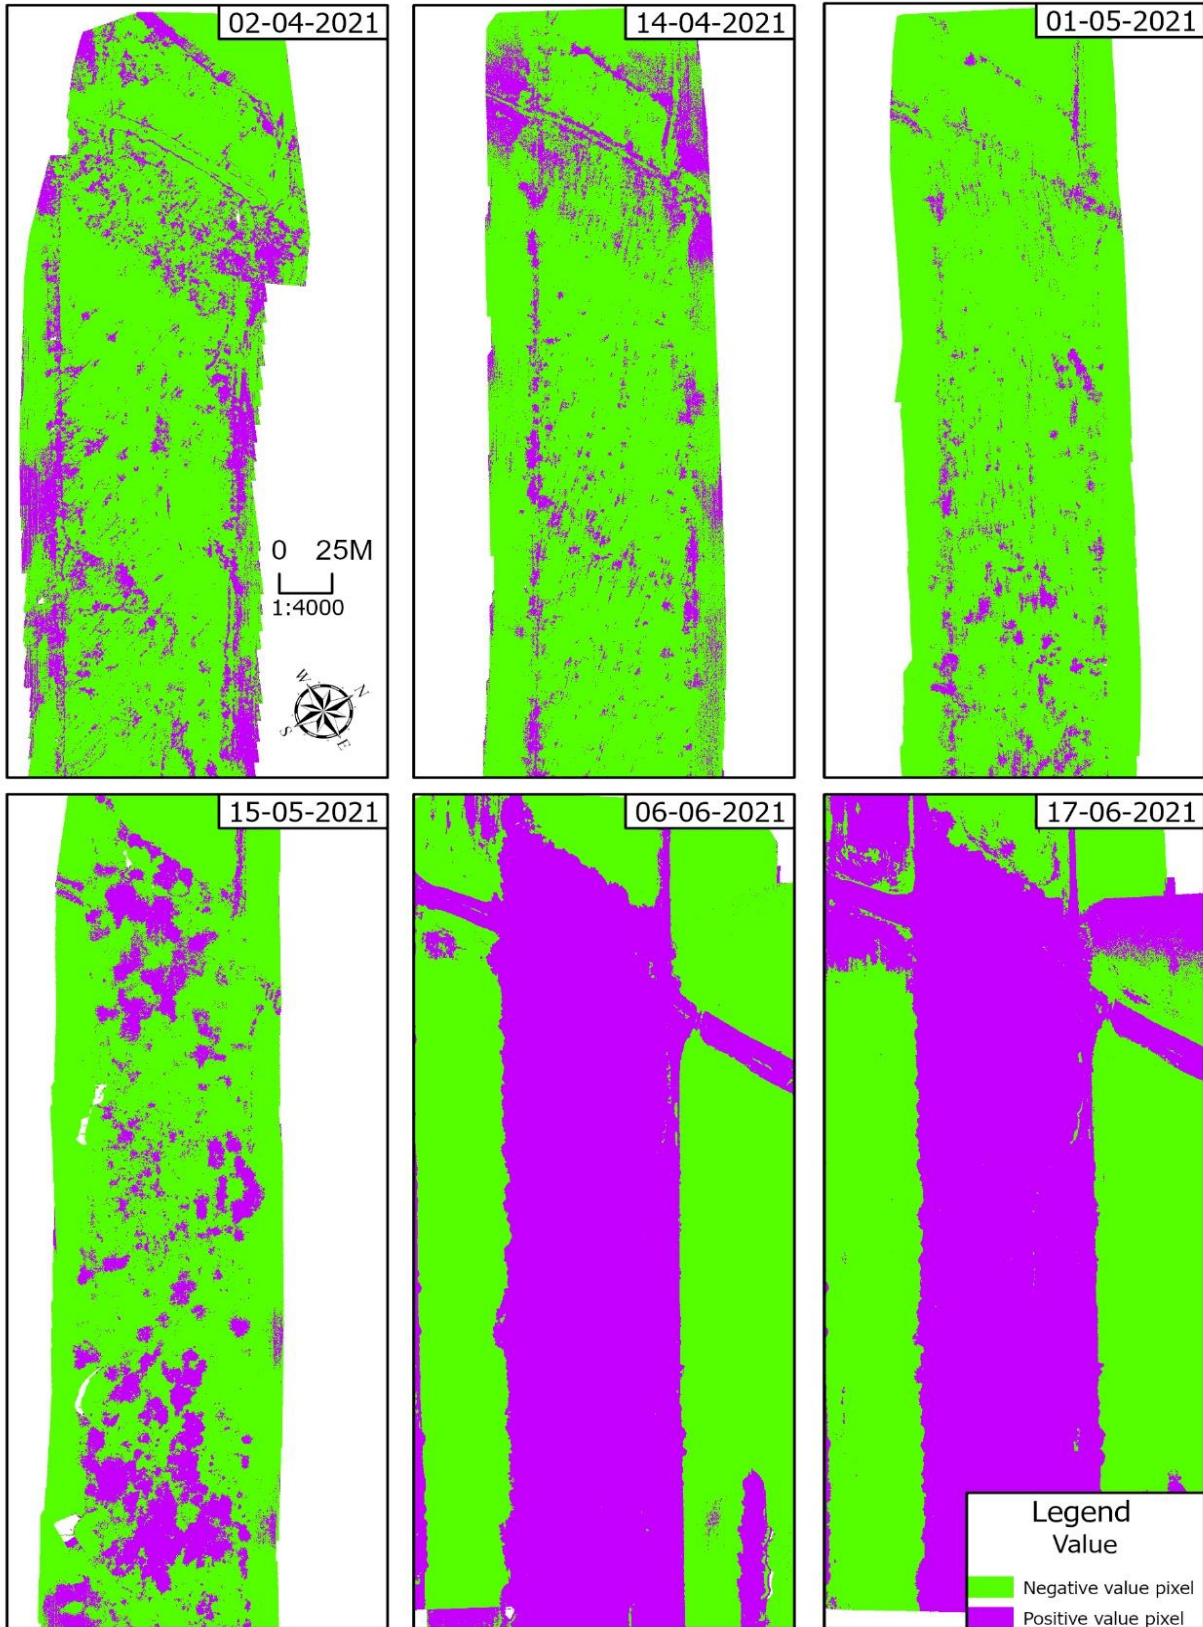 02-04-2021
14-04-2021
01-05-2021
0 25M
1:4000
W
N
S
E
15-05-2021
06-06-2021
17-06-2021
Legend
Value
Negative value pixel
Positive value pixel